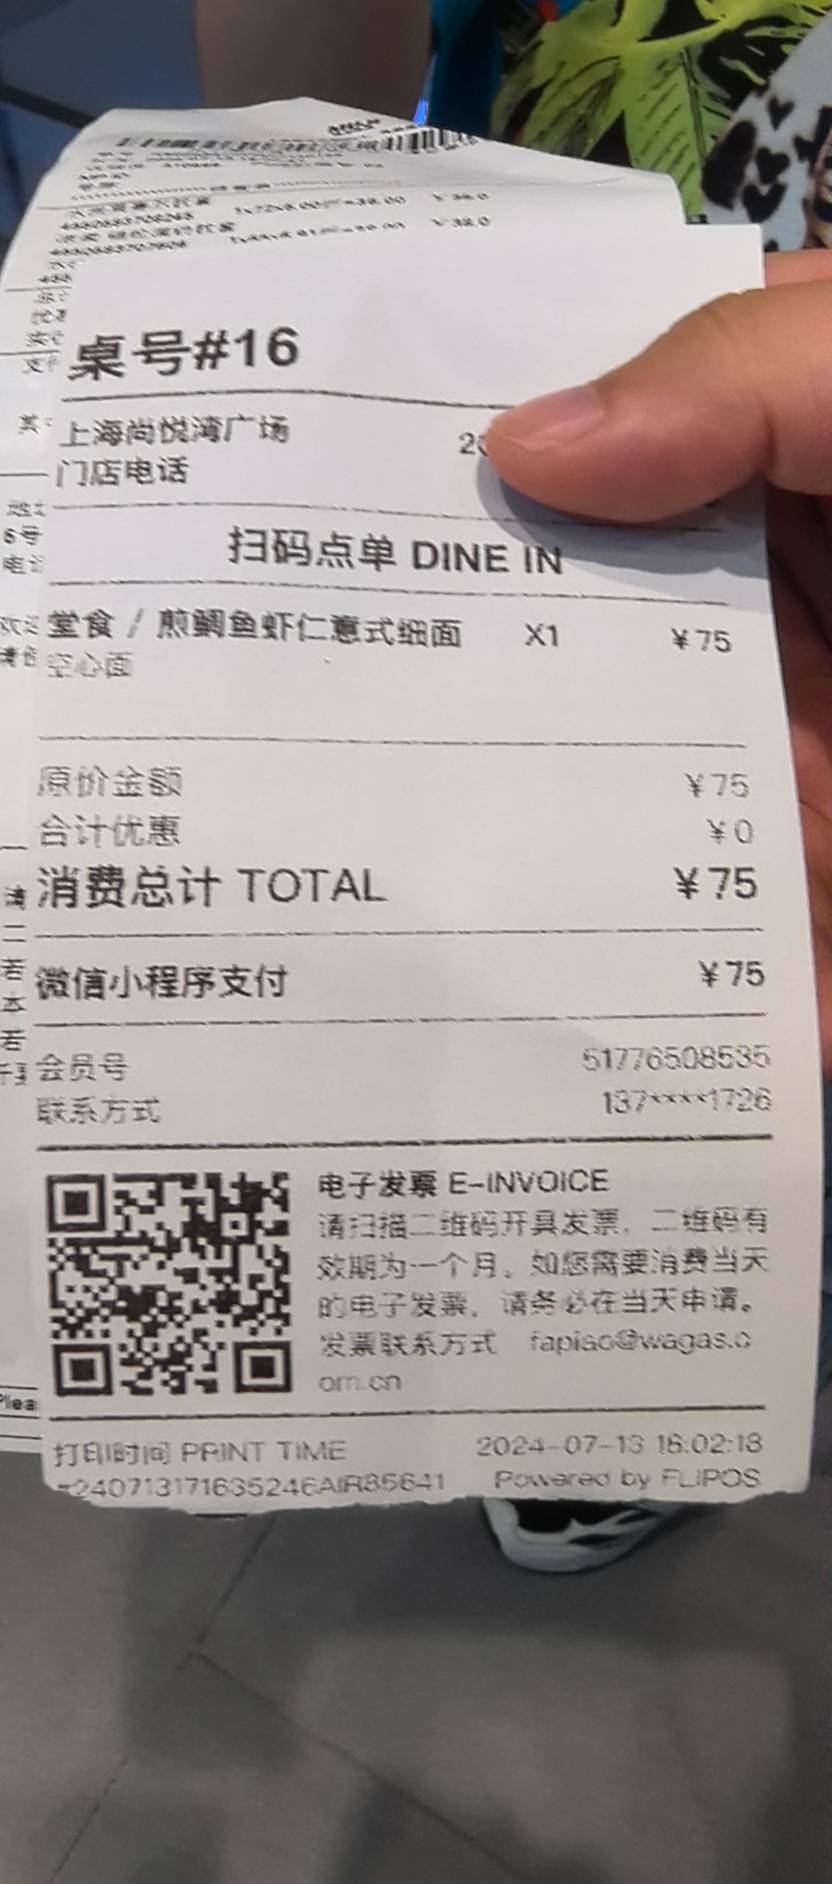 桌号#16
上海尚悦湾广场
门店电话
扫码点单 DINE IN
堂食 / 煎鲷鱼虾仁意式细面 X1 ¥75
空心面
原价金额 ¥75
合计优惠 ¥0
消费总计 TOTAL ¥75
微信小程序支付 ¥75
会员号 51776508535
联系方式 137****1726
电子发票 E-INVOICE
请扫描二维码开具发票，二维码有
效期为一个月。如您需要消费当天
的电子发票，请务必在当天申请。
发票联系方式 fapiao@wagas.c
om.cn
打印时间 PRINT TIME 2024-07-13 18:02:13
#240713171635246AIR85641 Powered by FLIPOS